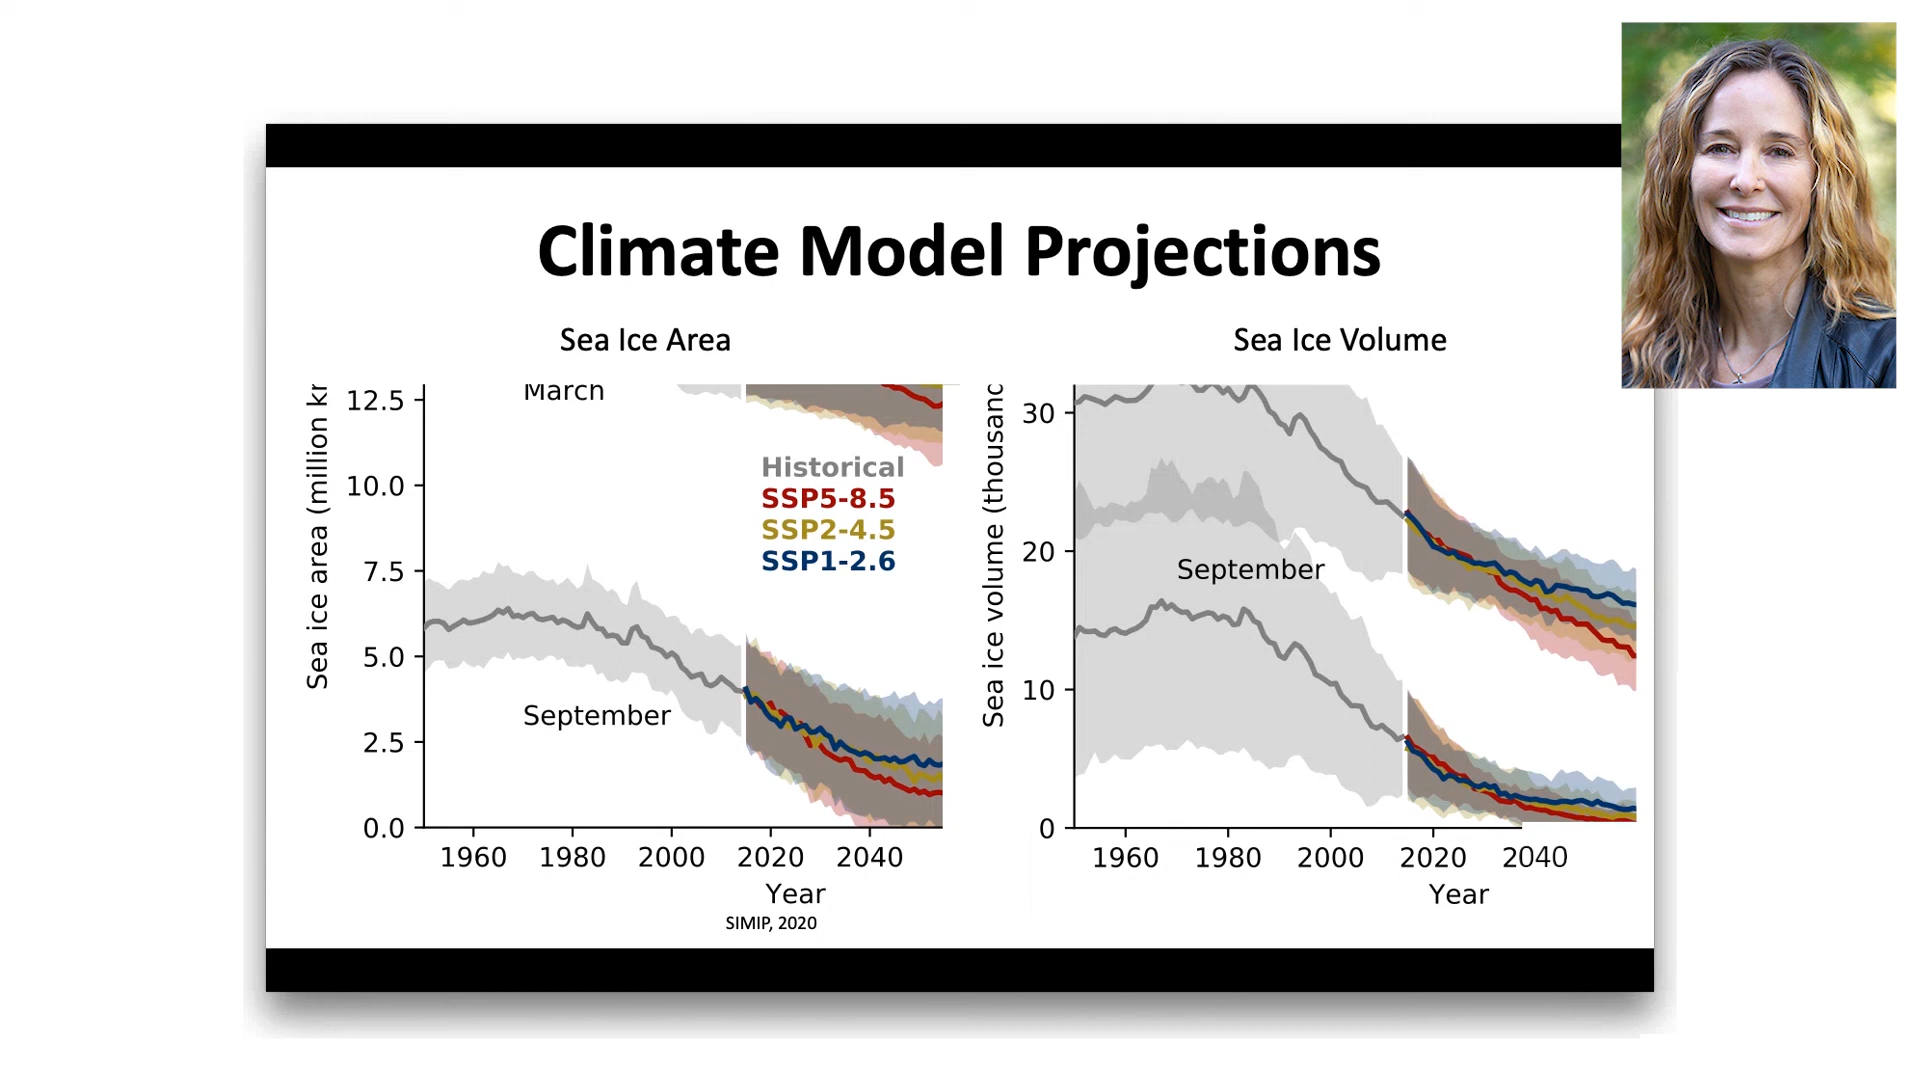 Climate Model Projections
Sea Ice Area
Sea Ice Volume
Sea ice area (million
12.5
10.0
7.5
5.0
2.5
0.0
March
Historical
SSP5-8.5
SSP2-4.5
SSP1-2.6
September
1960 1980 2000 2020 2040
Year
SIMIP, 2020
Sea ice volume (thousanc
30
20
10
0
September
1960 1980 2000 2020 2040
Year